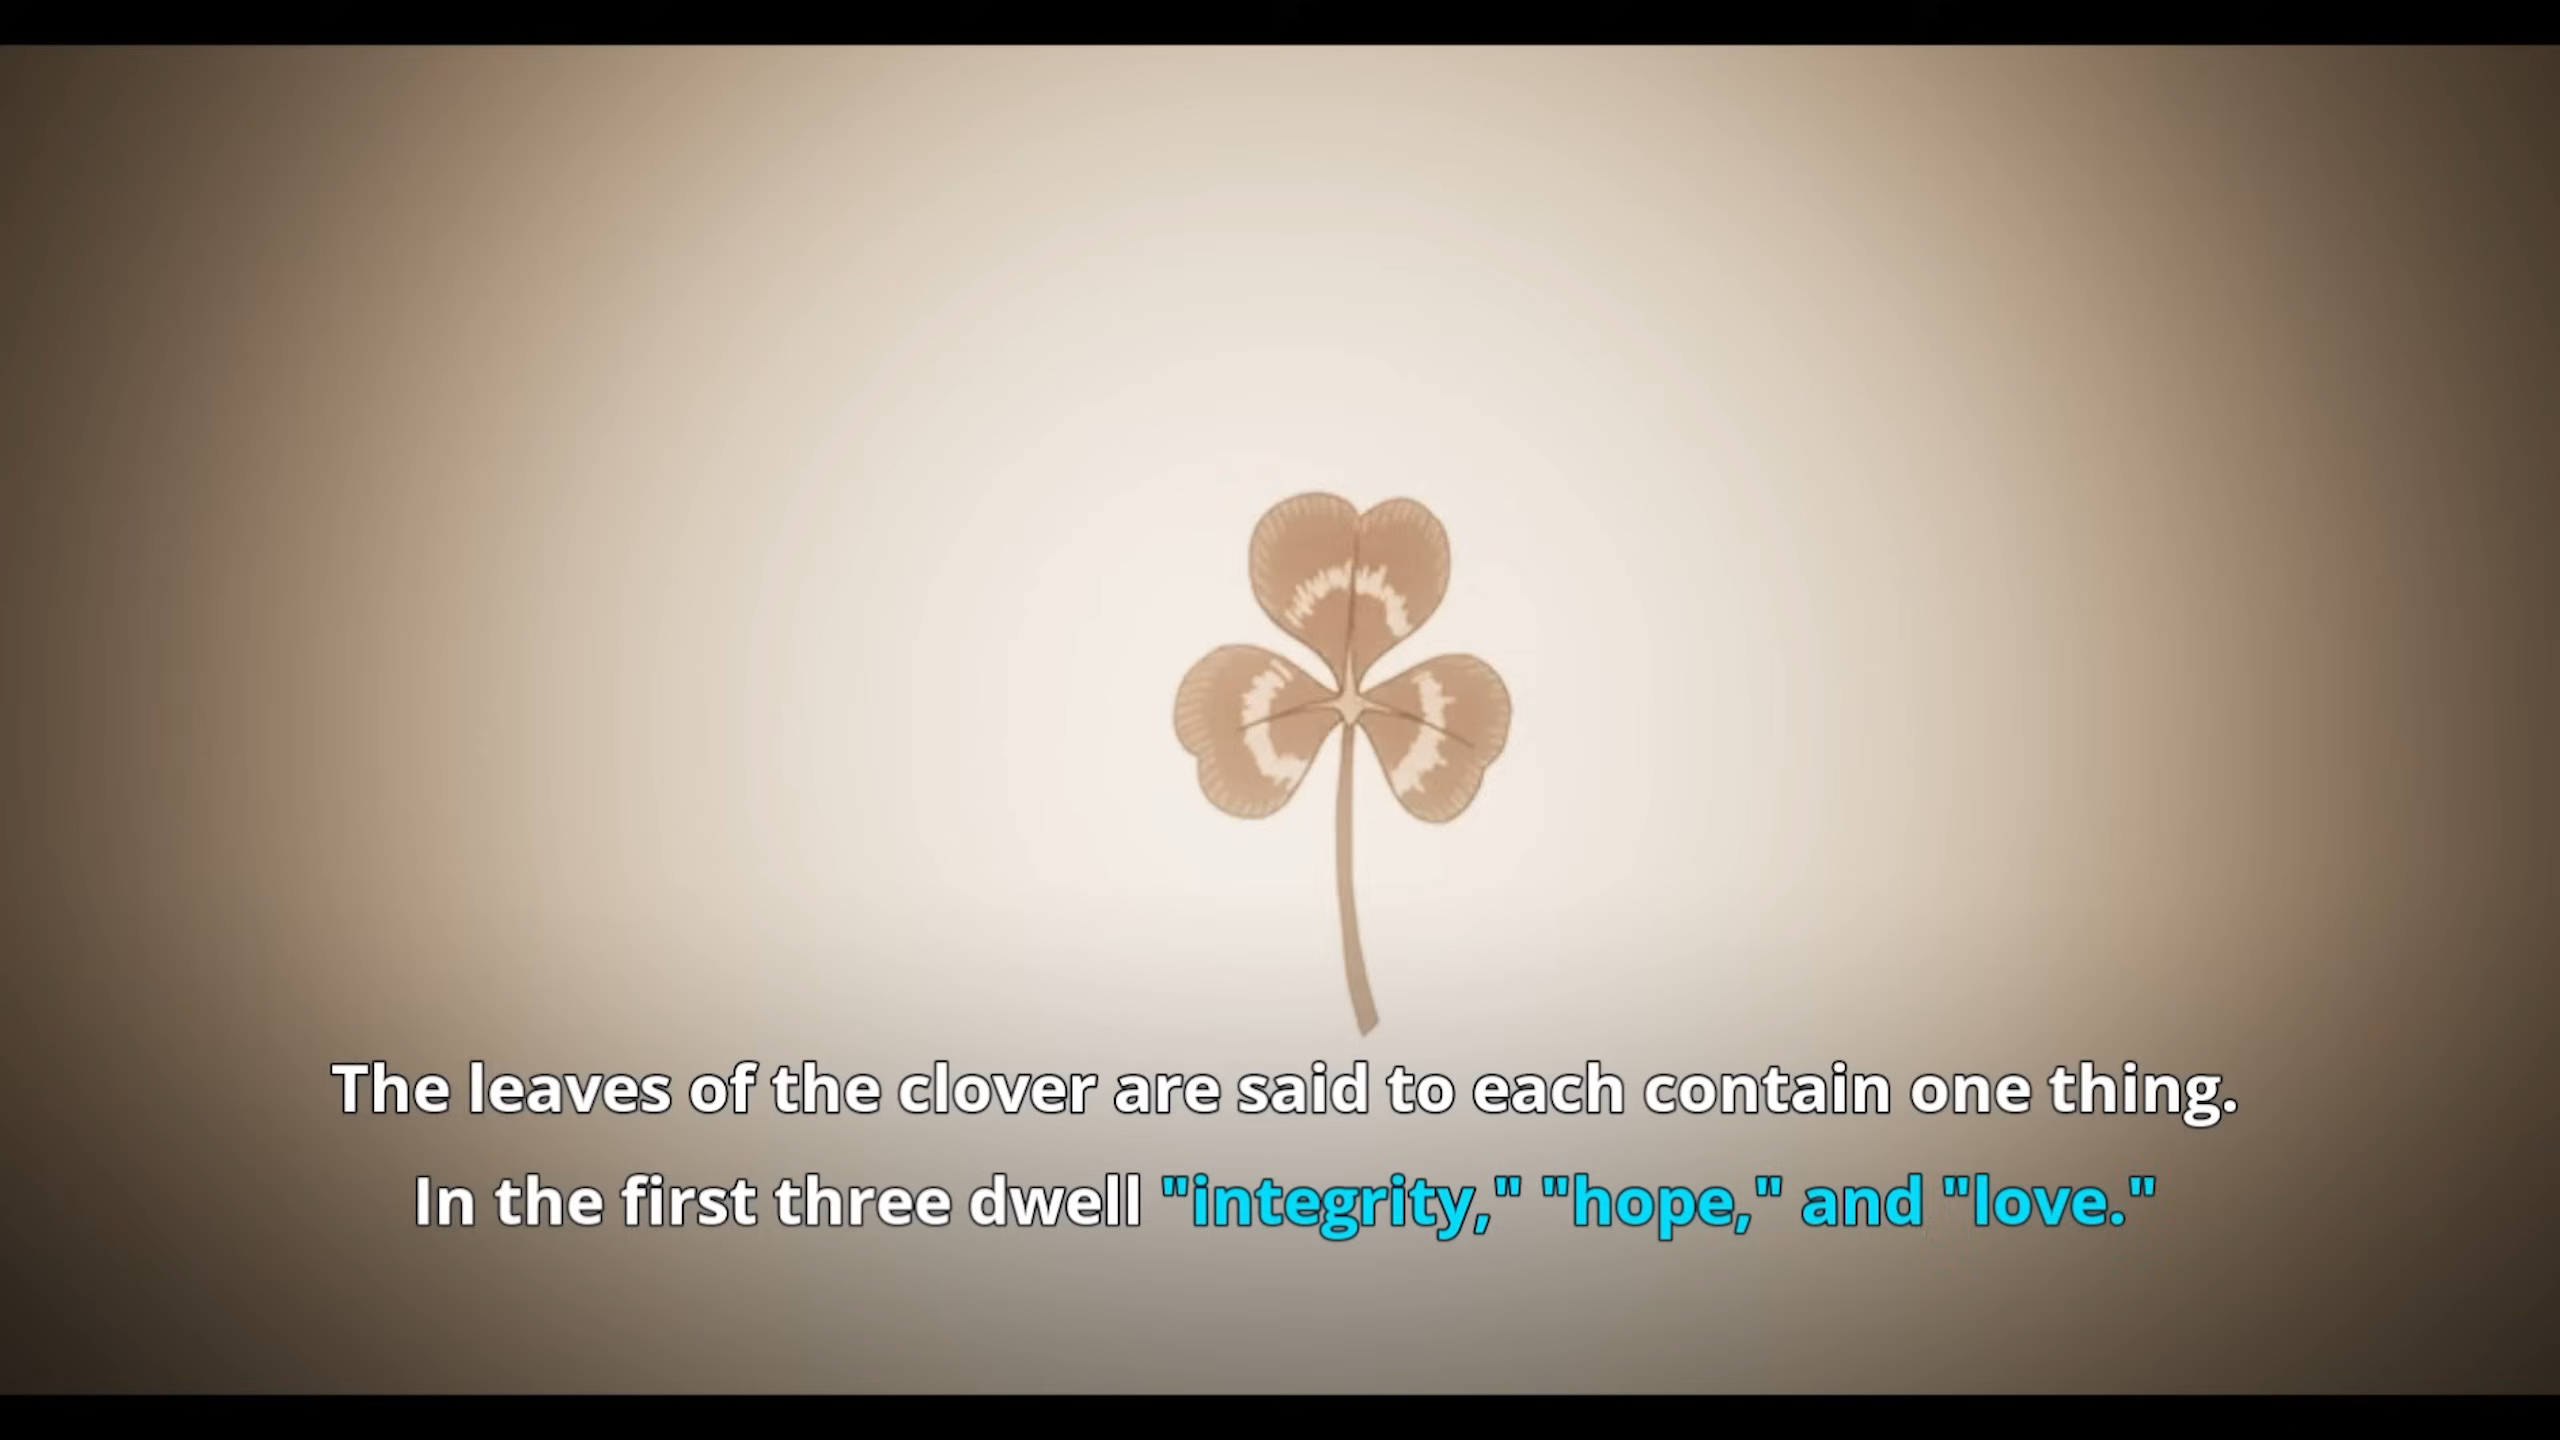 The leaves of the clover are said to each contain one thing.
In the first three dwell "integrity," "hope," and "love."